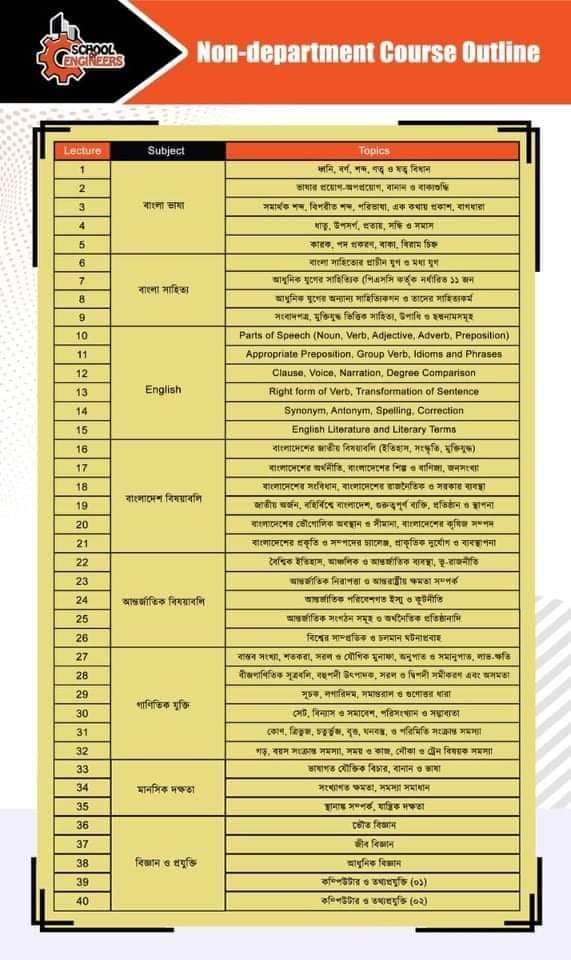 SCHOOL
OF
ENGINEERS
Non-department Course Outline
Lecture Subject Topics
1 ধ্বনি, বর্ণ, শব্দ, ণত্ব ও ষত্ব বিধান
2 ভাষার প্রয়োগ-অপপ্রয়োগ, বানান ও বাক্যশুদ্ধি
বাংলা ভাষা
3 সমার্থক শব্দ, বিপরীত শব্দ, পরিভাষা, এক কথায় প্রকাশ, বাগধারা
4 ধাতু, উপসর্গ, প্রত্যয়, সন্ধি ও সমাস
5 কারক, পদ প্রকরণ, বাক্য, বিরাম চিহ্ন
6 বাংলা সাহিত্যের প্রাচীন যুগ ও মধ্য যুগ
7 আধুনিক যুগের সাহিত্যিক (পিএসসি কর্তৃক নর্ধারিত ১১ জন
বাংলা সাহিত্য
8 আধুনিক যুগের অন্যান্য সাহিত্যিকগন ও তাদের সাহিত্যকর্ম
9 সংবাদপত্র, মুক্তিযুদ্ধ ভিত্তিক সাহিত্য, উপাধি ও ছদ্মনামসমূহ
10 Parts of Speech (Noun, Verb, Adjective, Adverb, Preposition)
11 Appropriate Preposition, Group Verb, Idioms and Phrases
12 Clause, Voice, Narration, Degree Comparison
English
13 Right form of Verb, Transformation of Sentence
14 Synonym, Antonym, Spelling, Correction
15 English Literature and Literary Terms
16 বাংলাদেশের জাতীয় বিষয়াবলি (ইতিহাস, সংস্কৃতি, মুক্তিযুদ্ধ)
17 বাংলাদেশের অর্থনীতি, বাংলাদেশের শিল্প ও বাণিজ্য, জনসংখ্যা
18 বাংলাদেশের সংবিধান, বাংলাদেশের রাজনৈতিক ও সরকার ব্যবস্থা
বাংলাদেশ বিষয়াবলি
19 জাতীয় অর্জন, বহির্বিশ্বে বাংলাদেশ, গুরুত্বপূর্ণ ব্যক্তি, প্রতিষ্ঠান ও স্থাপনা
20 বাংলাদেশের ভৌগোলিক অবস্থান ও সীমানা, বাংলাদেশের কৃষিজ সম্পদ
21 বাংলাদেশের প্রকৃতি ও সম্পদের চ্যালেঞ্জ, প্রাকৃতিক দুর্যোগ ও ব্যবস্থাপনা
22 বৈশ্বিক ইতিহাস, আঞ্চলিক ও আন্তর্জাতিক ব্যবস্থা, ভূ-রাজনীতি
23 আন্তর্জাতিক নিরাপত্তা ও আন্তরাষ্ট্রীয় ক্ষমতা সম্পর্ক
আন্তর্জাতিক বিষয়াবলি
24 আন্তর্জাতিক পরিবেশগত ইস্যু ও কূটনীতি
25 আন্তর্জাতিক সংগঠন সমূহ ও অর্থনৈতিক প্রতিষ্ঠানাদি
26 বিশ্বের সাম্প্রতিক ও চলমান ঘটনাপ্রবাহ
27 বাস্তব সংখ্যা, শতকরা, সরল ও যৌগিক মুনাফা, অনুপাত ও সমানুপাত, লাভ-ক্ষতি
28 বীজগাণিতিক সূত্রবলি, বহুপদী উৎপাদক, সরল ও দ্বিপদী সমীকরণ এবং অসমতা
29 সূচক, লগারিদম, সমান্তরাল ও গুণোত্তর ধারা
গাণিতিক যুক্তি
30 সেট, বিন্যাস ও সমাবেশ, পরিসংখ্যান ও সম্ভাব্যতা
31 কোণ, ত্রিভুজ, চতুর্ভুজ, বৃত্ত, ঘনবস্তু, ও পরিমিতি সংক্রান্ত সমস্যা
32 গড়, বয়স সংক্রান্ত সমস্যা, সময় ও কাজ, নৌকা ও ট্রেন বিষয়ক সমস্যা
33 ভাষাগত যৌক্তিক বিচার, বানান ও ভাষা
মানসিক দক্ষতা
34 সংখ্যাগত ক্ষমতা, সমস্যা সমাধান
35 স্থানাঙ্ক সম্পর্ক, যান্ত্রিক দক্ষতা
36 ভৌত বিজ্ঞান
37 জীব বিজ্ঞান
বিজ্ঞান ও প্রযুক্তি
38 আধুনিক বিজ্ঞান
39 কম্পিউটার ও তথ্যপ্রযুক্তি (০১)
40 কম্পিউটার ও তথ্যপ্রযুক্তি (০২)